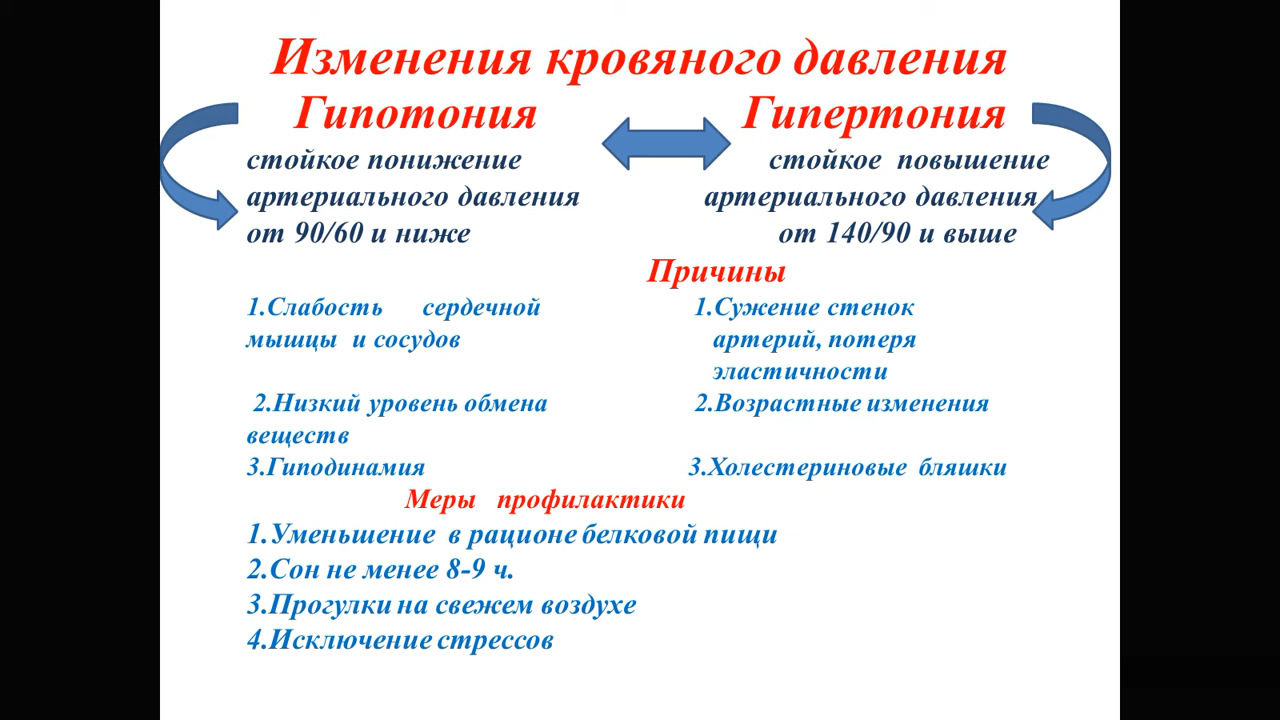 Изменения кровяного давления
Гипотония Гипертония
стойкое понижение стойкое повышение
артериального давления артериального давления
от 90/60 и ниже от 140/90 и выше
Причины
1.Слабость сердечной 1.Сужение стенок
мышцы и сосудов артерий, потеря
эластичности
2.Низкий уровень обмена 2.Возрастные изменения
веществ
3.Гиподинамия 3.Холестериновые бляшки
Меры профилактики
1.Уменьшение в рационе белковой пищи
2.Сон не менее 8-9 ч.
3.Прогулки на свежем воздухе
4.Исключение стрессов